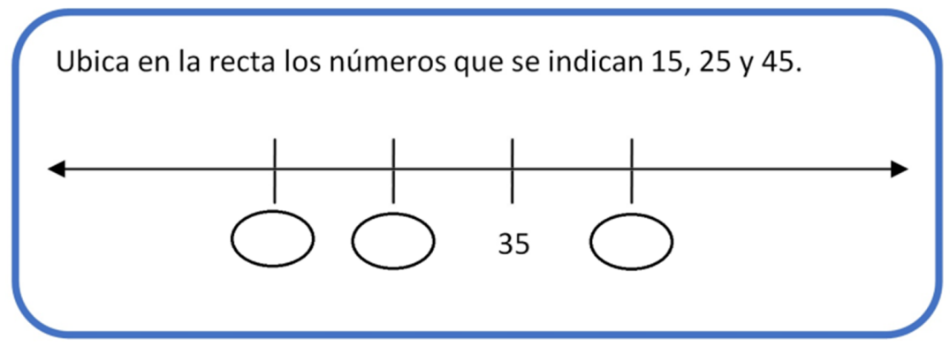 Ubica en la recta los números que se indican 15, 25 y 45.
35